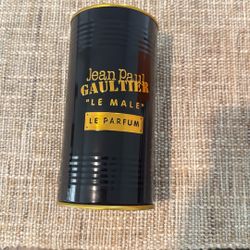 Jean Paul
GAULTIER
"LE MALE"
LE PARFUM